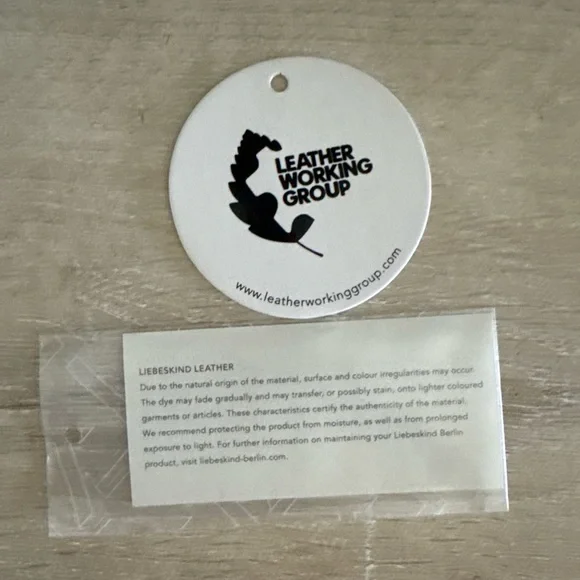 LEATHER
WORKING
GROUP
www.leatherworkinggroup.com
LIEBESKIND LEATHER
Due to the natural origin of the material, surface and colour irregularities may occur.
The dye may fade gradually and may transfer, or possibly stain, onto lighter coloured
garments or articles. These characteristics certify the authenticity of the material.
We recommend protecting the product from moisture, as well as from prolonged
exposure to light. For further information on maintaining your Liebeskind Berlin
product, visit liebeskind-berlin.com.